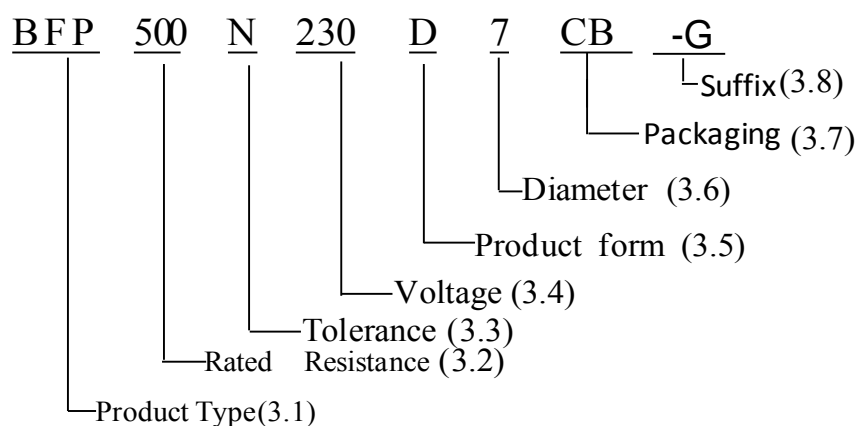 BFP 500 N 230 D 7 CB -G
Suffix(3.8)
Packaging (3.7)
Diameter (3.6)
Product form (3.5)
Voltage (3.4)
Tolerance (3.3)
Rated Resistance (3.2)
Product Type(3.1)